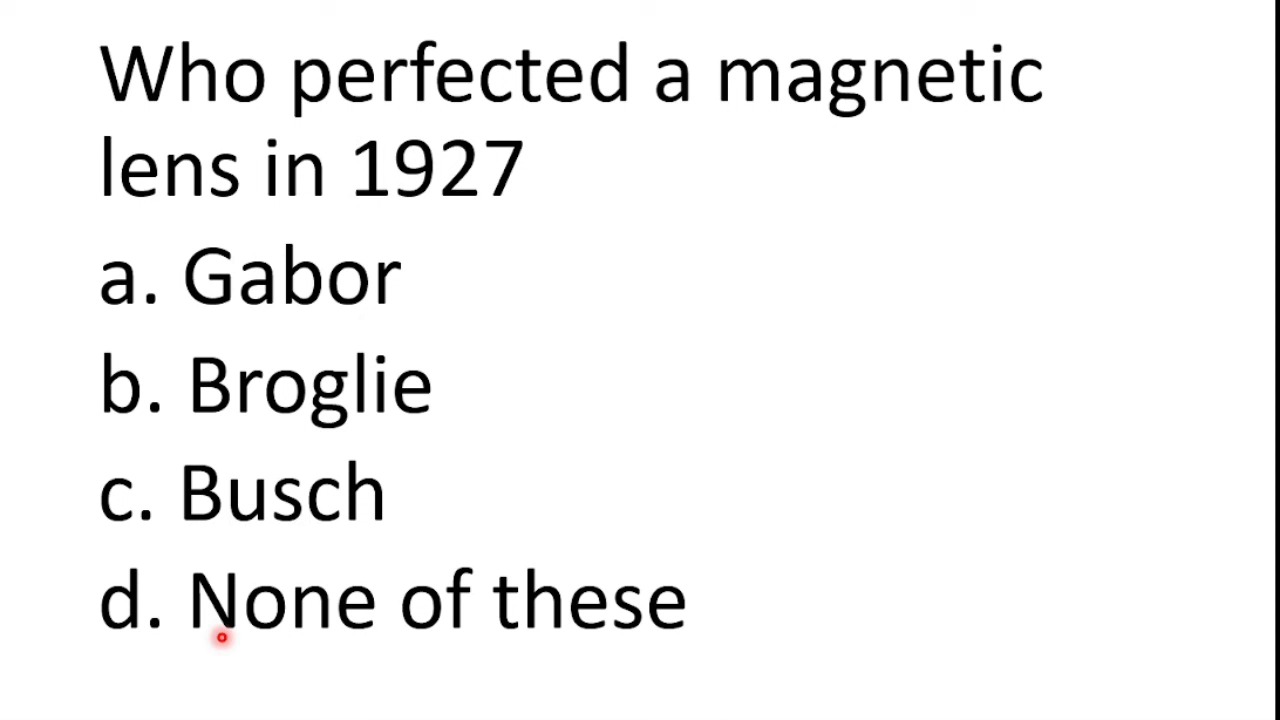 Who perfected a magnetic
lens in 1927
a. Gabor
b. Broglie
c. Busch
d. None of these